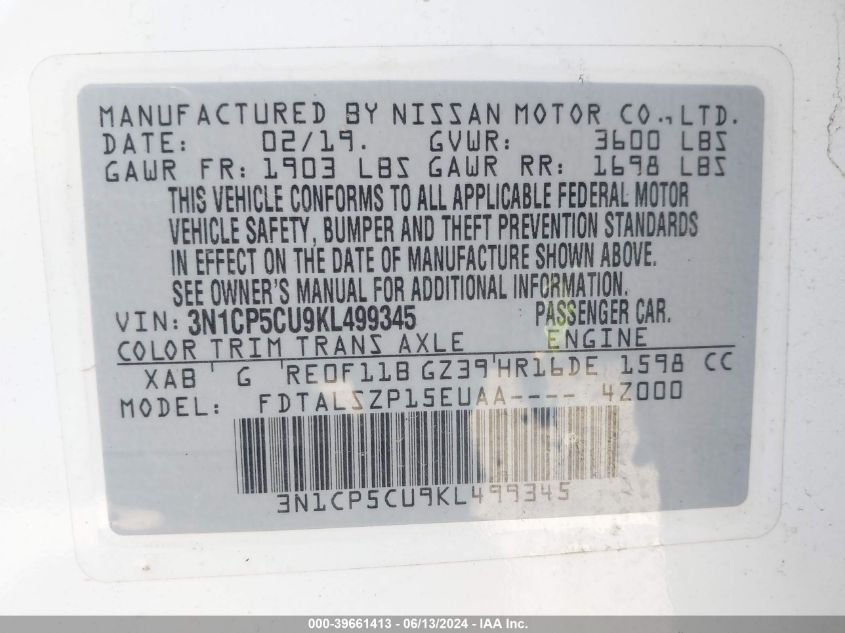 MANUFACTURED BY NISSAN MOTOR CO.,LTD.
DATE: 02/19. GVWR: 3600 LBS
GAWR FR: 1903 LBS GAWR RR: 1698 LBS
THIS VEHICLE CONFORMS TO ALL APPLICABLE FEDERAL MOTOR
VEHICLE SAFETY, BUMPER AND THEFT PREVENTION STANDARDS
IN EFFECT ON THE DATE OF MANUFACTURE SHOWN ABOVE.
SEE OWNER'S MANUAL FOR ADDITIONAL INFORMATION.
VIN: 3N1CP5CU9KL499345 PASSENGER CAR.
COLOR TRIM TRANS AXLE ENGINE
XAB ' G ' RE0F11B GZ39'HR16DE 1598 CC
MODEL: FDTALSZP15EUAA---- 4Z000
3N1CP5CU9KL499345
000-39661413 - 06/13/2024 - IAA Inc.